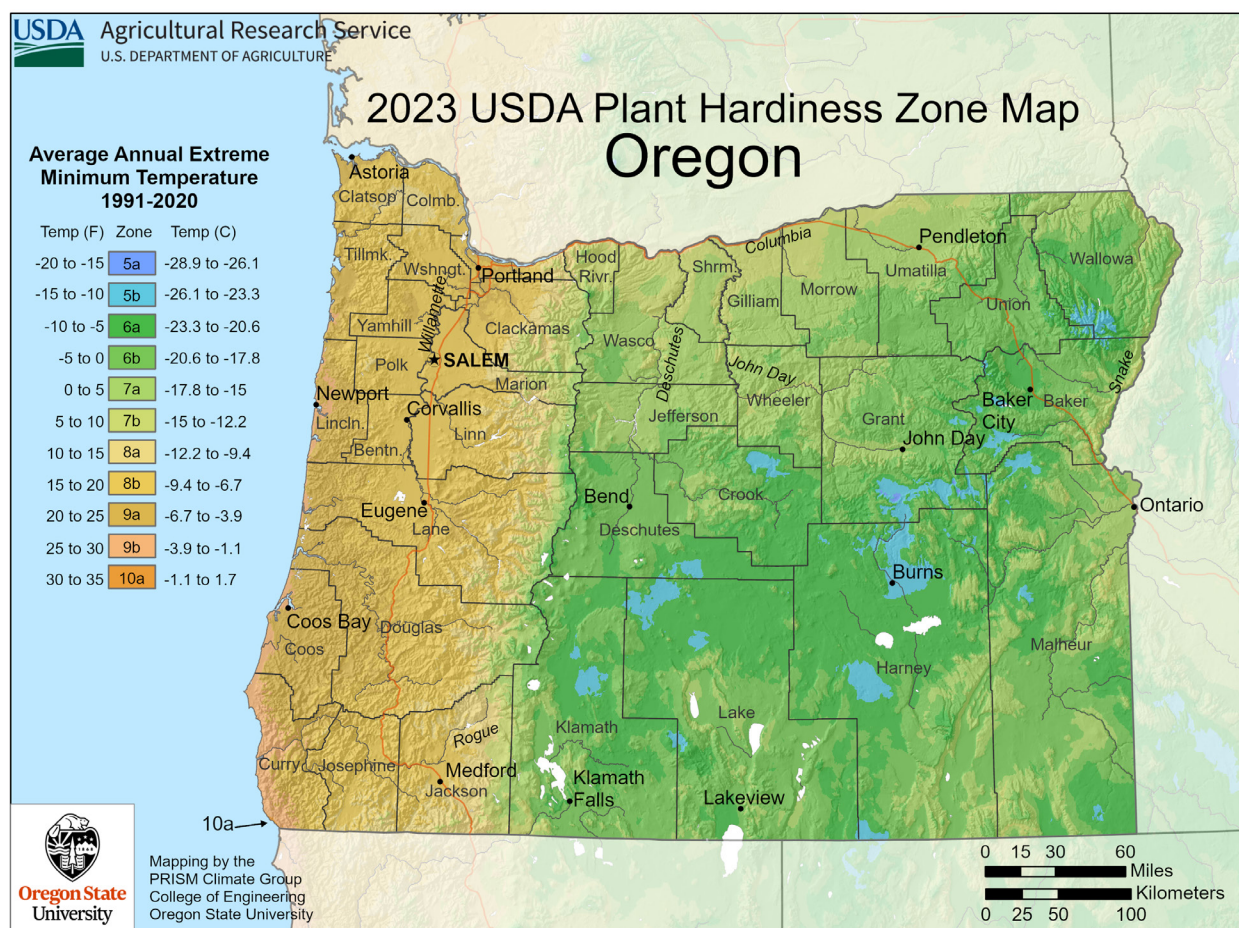 USDA
Agricultural Research Service
U.S. DEPARTMENT OF AGRICULTURE
2023 USDA Plant Hardiness Zone Map
Oregon
Average Annual Extreme
Minimum Temperature
1991-2020
Temp (F) Zone Temp (C)
-20 to -15 5a -28.9 to -26.1
-15 to -10 5b -26.1 to -23.3
-10 to -5 6a -23.3 to -20.6
-5 to 0 6b -20.6 to -17.8
0 to 5 7a -17.8 to -15
5 to 10 7b -15 to -12.2
10 to 15 8a -12.2 to -9.4
15 to 20 8b -9.4 to -6.7
20 to 25 9a -6.7 to -3.9
25 to 30 9b -3.9 to -1.1
30 to 35 10a -1.1 to 1.7
Astoria
Clatsop
Colmb.
Tillmk.
Wshngt.
Portland
Hood
Rivr.
Shrm.
Columbia
Pendleton
Umatilla
Wallowa
Gilliam
Morrow
Union
Yamhill
Willamette
Clackamas
Wasco
Deschutes
Polk
SALEM
Marion
John Day
Wheeler
Snake
Newport
Lincln.
Corvallis
Linn
Bentn.
Jefferson
Grant
John Day
Baker
City
Baker
Eugene
Lane
Bend
Deschutes
Crook
Ontario
Burns
Coos Bay
Coos
Douglas
Harney
Malheur
Rogue
Klamath
Lake
Curry
Josephine
Medford
Jackson
Klamath
Falls
Lakeview
10a
Oregon State
University
Mapping by the
PRISM Climate Group
College of Engineering
Oregon State University
0 15 30 60
Miles
Kilometers
0 25 50 100